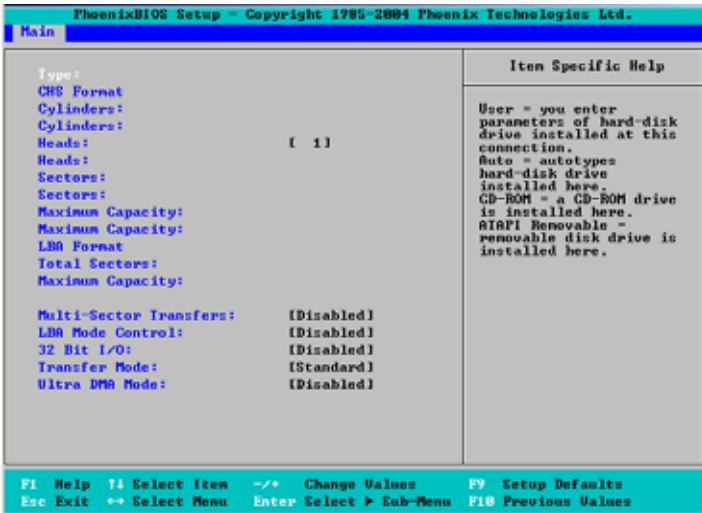 PhoenixBIOS Setup - Copyright 1985-2004 Phoenix Technologies Ltd.
Main
Type:
CHS Format
Cylinders:
Cylinders:
Heads: [ 1]
Heads:
Sectors:
Sectors:
Maximum Capacity:
Maximum Capacity:
LBA Format
Total Sectors:
Maximum Capacity:
Multi-Sector Transfers: [Disabled]
LBA Mode Control: [Disabled]
32 Bit I/O: [Disabled]
Transfer Mode: [Standard]
Ultra DMA Mode: [Disabled]
Item Specific Help
User = you enter
parameters of hard-disk
drive installed at this
connection.
Auto = autotypes
hard-disk drive
installed here.
CD-ROM = a CD-ROM drive
is installed here.
ATAPI Removable =
removable disk drive is
installed here.
F1 Help ↑↓ Select Item -/+ Change Values F9 Setup Defaults
Esc Exit ↔ Select Menu Enter Select ▶ Sub-Menu F10 Previous Values